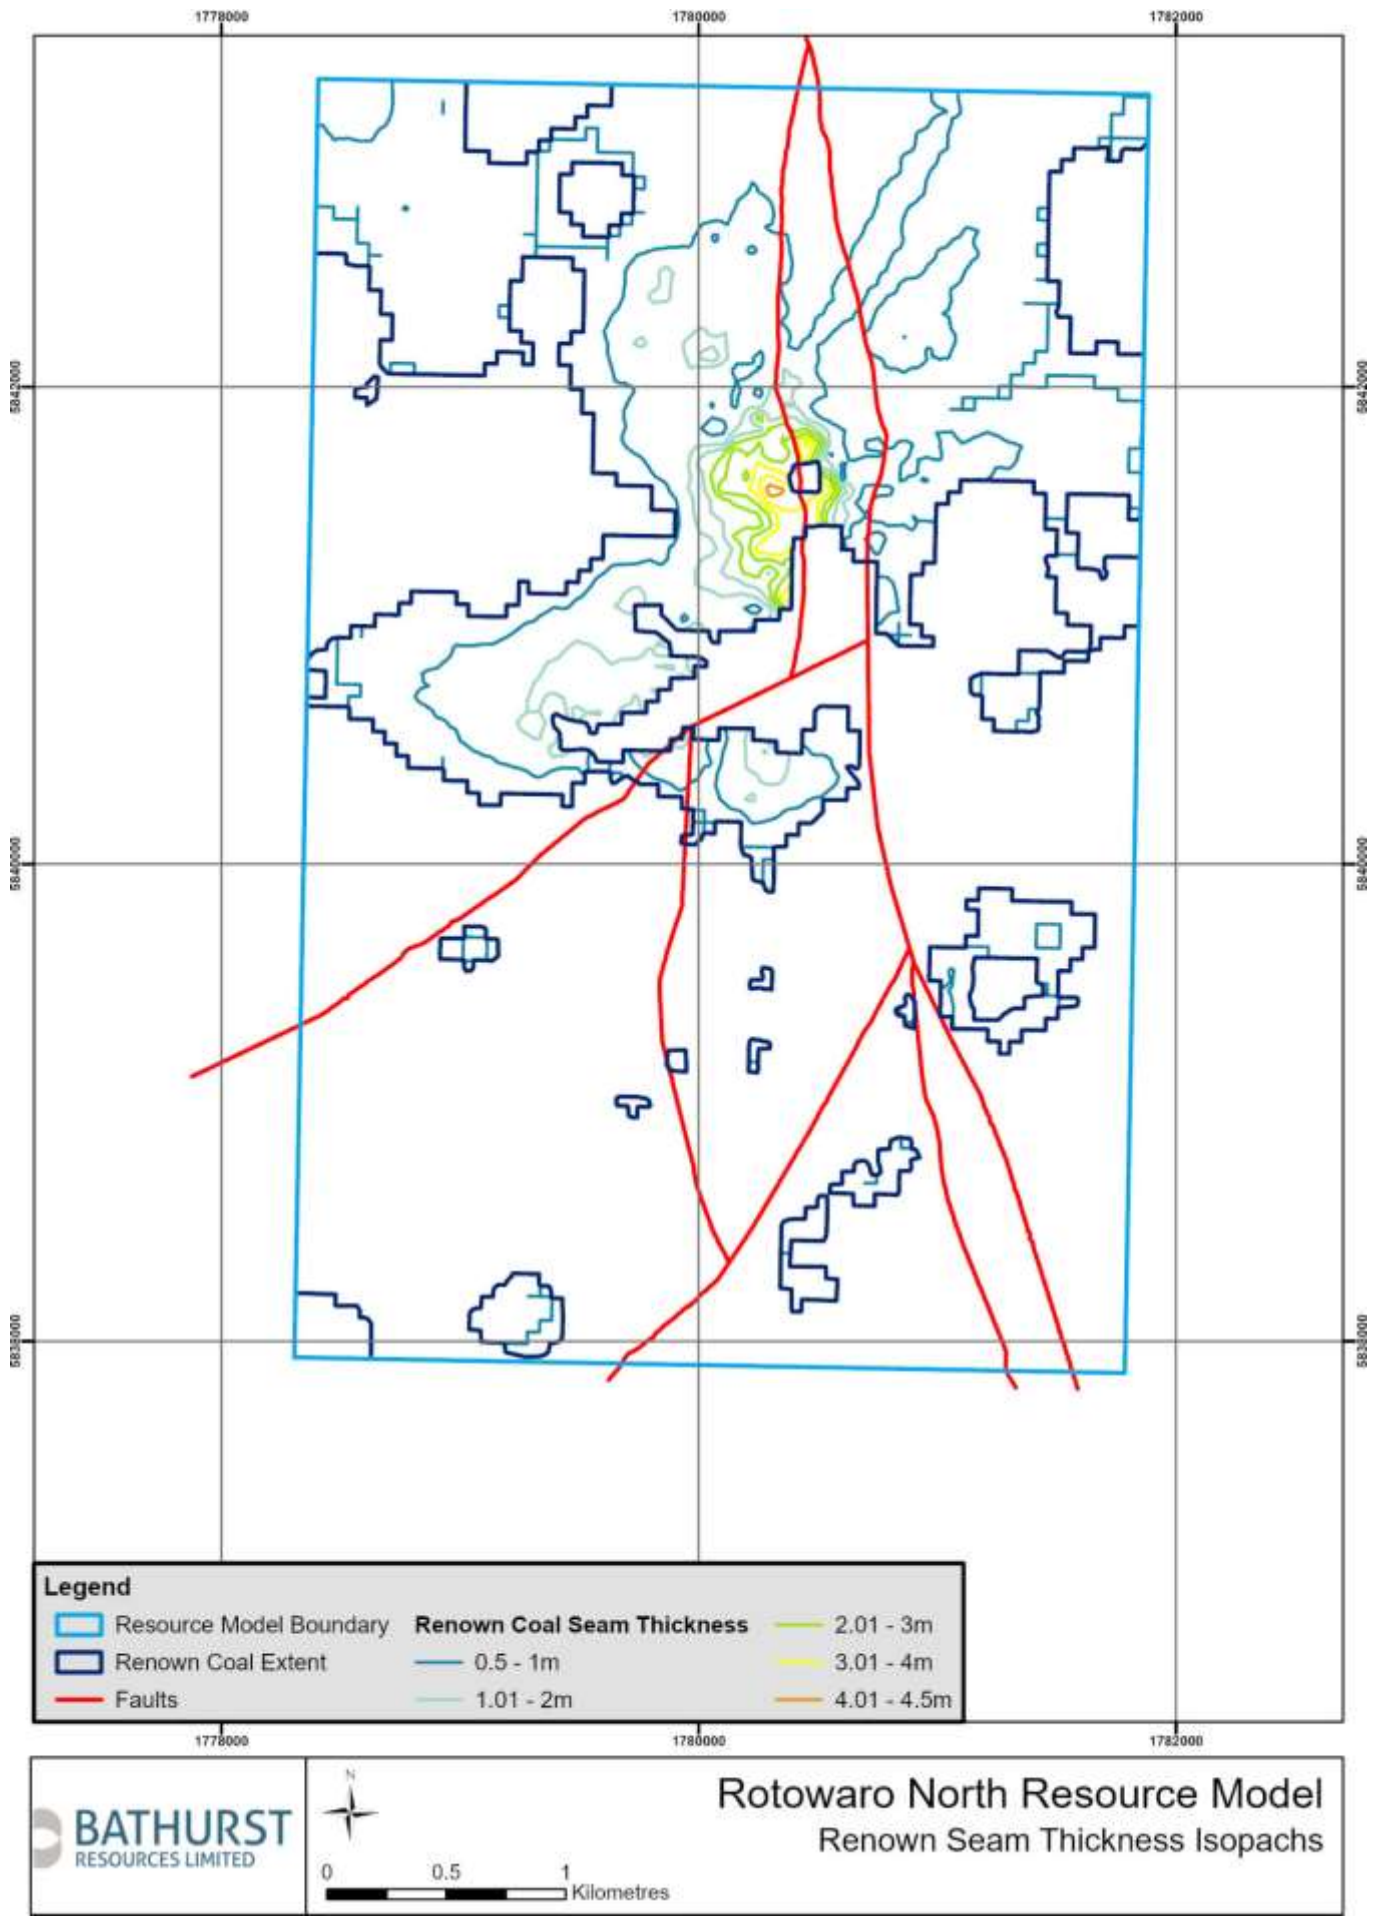 1778000 1780000 1782000
5842000 5842000
5840000 5840000
5838000 5838000
Legend
Resource Model Boundary
Renown Coal Extent
Faults
Renown Coal Seam Thickness
0.5 - 1m
1.01 - 2m
2.01 - 3m
3.01 - 4m
4.01 - 4.5m
1778000 1780000 1782000
BATHURST
RESOURCES LIMITED
N
0 0.5 1
Kilometres
Rotowaro North Resource Model
Renown Seam Thickness Isopachs